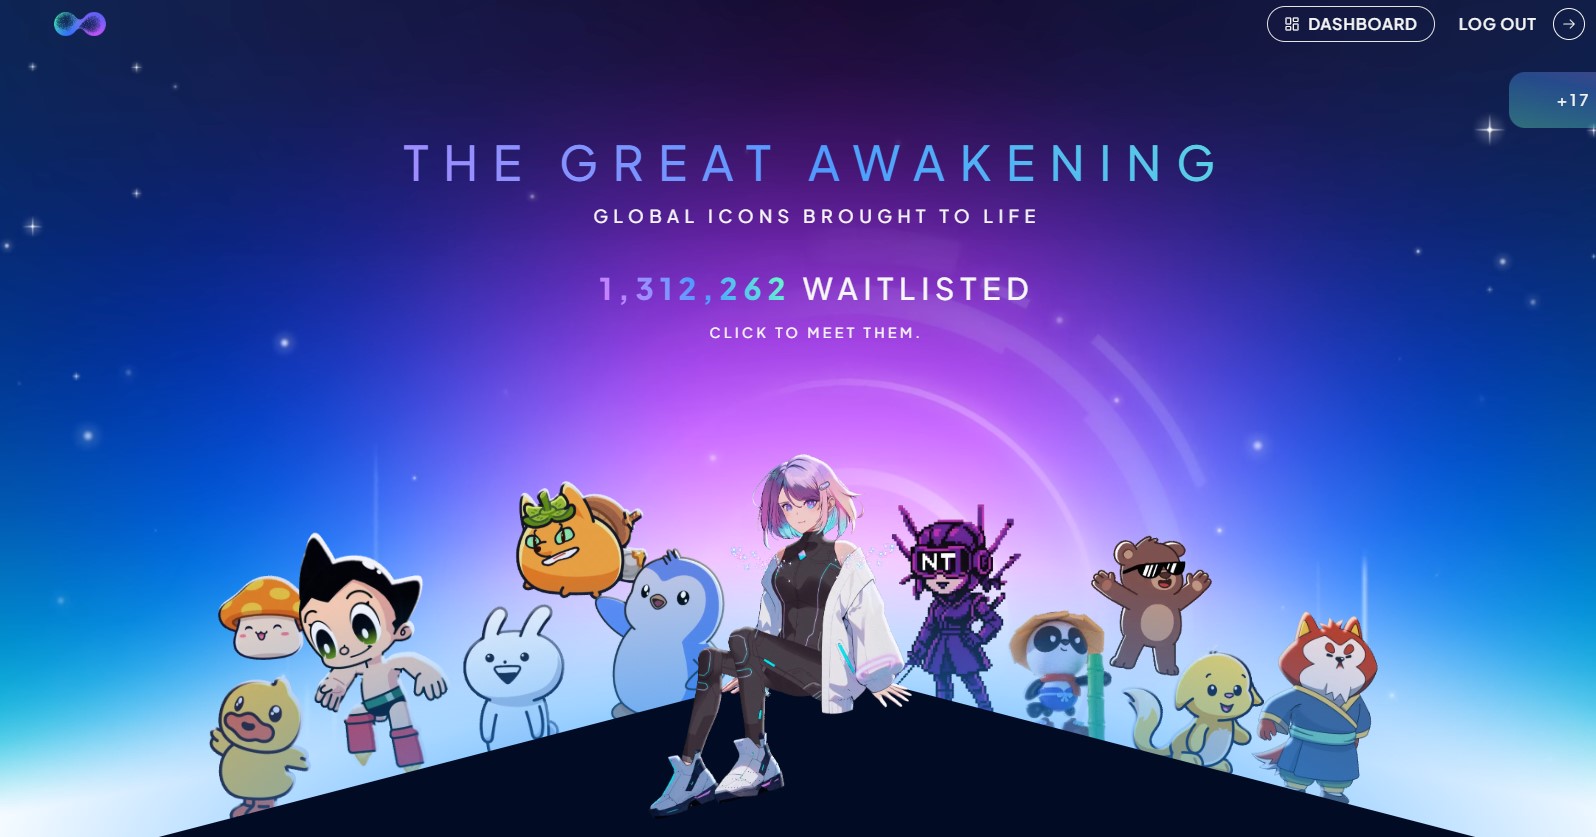 DASHBOARD
LOG OUT
+17
THE GREAT AWAKENING
GLOBAL ICONS BROUGHT TO LIFE
1,312,262 WAITLISTED
CLICK TO MEET THEM.
NT